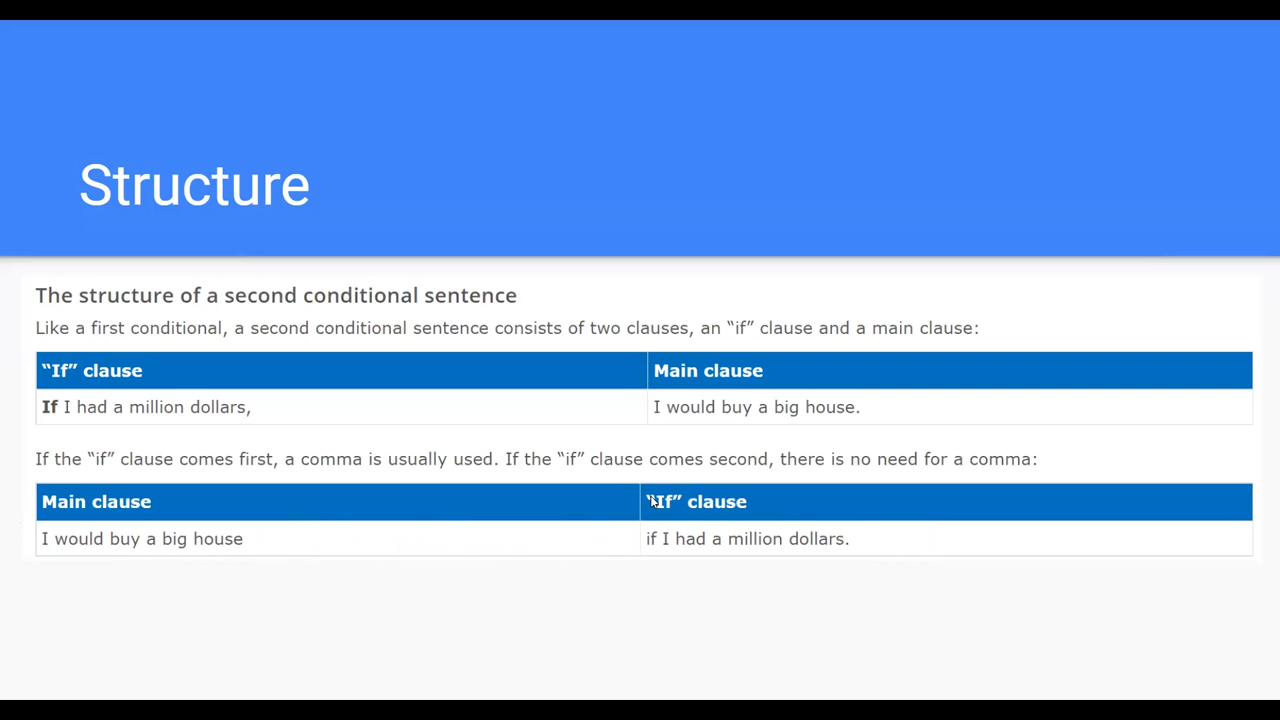 Structure
The structure of a second conditional sentence
Like a first conditional, a second conditional sentence consists of two clauses, an “if” clause and a main clause:
“If” clause Main clause
If I had a million dollars, I would buy a big house.
If the “if” clause comes first, a comma is usually used. If the “if” clause comes second, there is no need for a comma:
Main clause “If” clause
I would buy a big house if I had a million dollars.